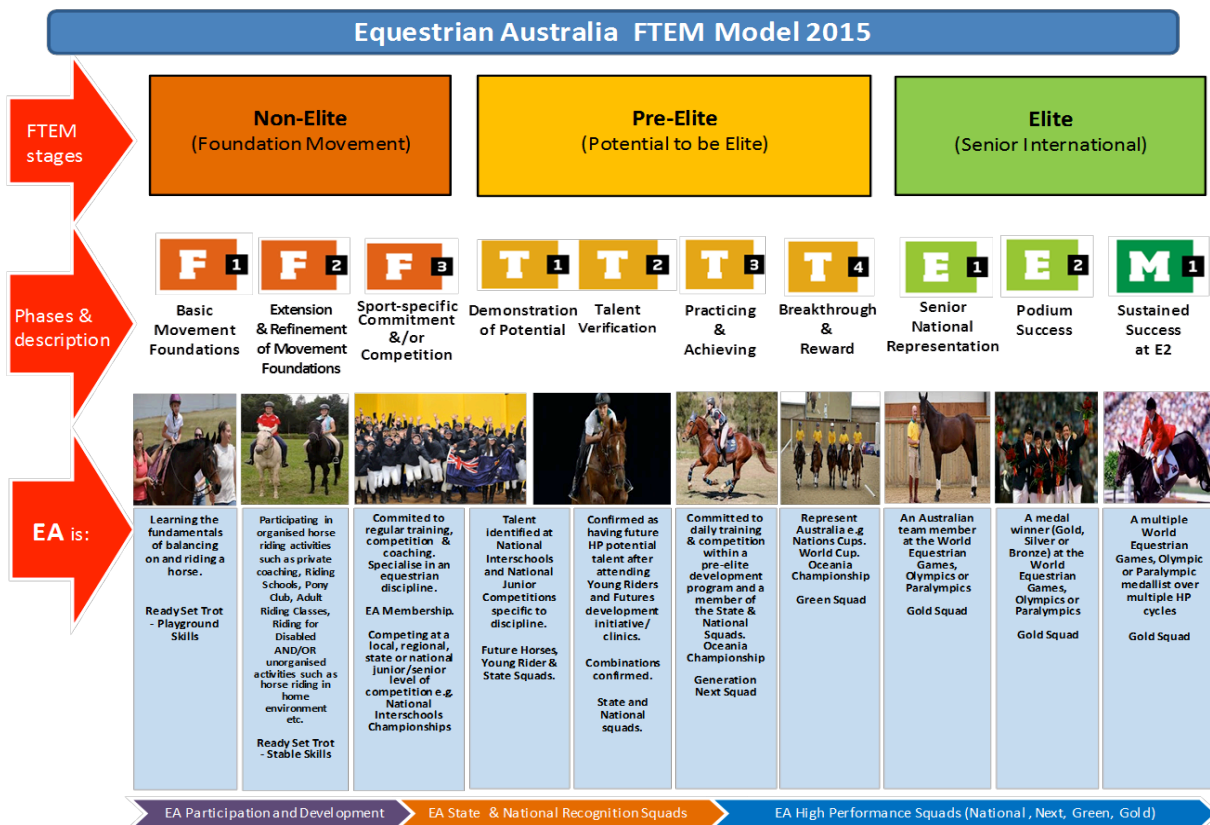 Equestrian Australia FTEM Model 2015
FTEM
stages
Non-Elite
(Foundation Movement)
Pre-Elite
(Potential to be Elite)
Elite
(Senior International)
Phases &
description
F 1
Basic
Movement
Foundations
F 2
Extension
& Refinement
of Movement
Foundations
F 3
Sport-specific
Commitment
&/or
Competition
T 1
Demonstration
of Potential
T 2
Talent
Verification
T 3
Practicing
&
Achieving
T 4
Breakthrough
&
Reward
E 1
Senior
National
Representation
E 2
Podium
Success
M 1
Sustained
Success
at E2
EA is:
Learning the
fundamentals
of balancing
on and riding a
horse.
Ready Set Trot
- Playground
Skills
Participating in
organised horse
riding activities
such as private
coaching, Riding
Schools, Pony
Club, Adult
Riding Classes,
Riding for
Disabled
AND/OR
unorganised
activities such as
horse riding in
home
environment
etc.
Ready Set Trot
- Stable Skills
Commited to
regular training,
competition &
coaching.
Specialise in an
equestrian
discipline.
EA Membership.
Competing at a
local, regional,
state or national
junior/senior
level of
competition e.g.
National
Interschools
Championships
Talent
identified at
National
Interschools
and National
Junior
Competitions
specific to
discipline.
Future Horses,
Young Rider &
State Squads.
Confirmed as
having future
HP potential
talent after
attending
Young Riders
and Futures
development
initiative/
clinics.
Combinations
confirmed.
State and
National
squads.
Committed to
daily training
& competition
within a
pre-elite
development
program and a
member of
the State &
National
Squads.
Oceania
Championship
Generation
Next Squad
Represent
Australia e.g
Nations Cups.
World Cup.
Oceania
Championship
Green Squad
An Australian
team member
at the World
Equestrian
Games,
Olympics or
Paralympics
Gold Squad
A medal
winner (Gold,
Silver or
Bronze) at the
World
Equestrian
Games,
Olympics or
Paralympics
Gold Squad
A multiple
World
Equestrian
Games, Olympic
or Paralympic
medallist over
multiple HP
cycles
Gold Squad
EA Participation and Development
EA State & National Recognition Squads
EA High Performance Squads (National , Next, Green, Gold)